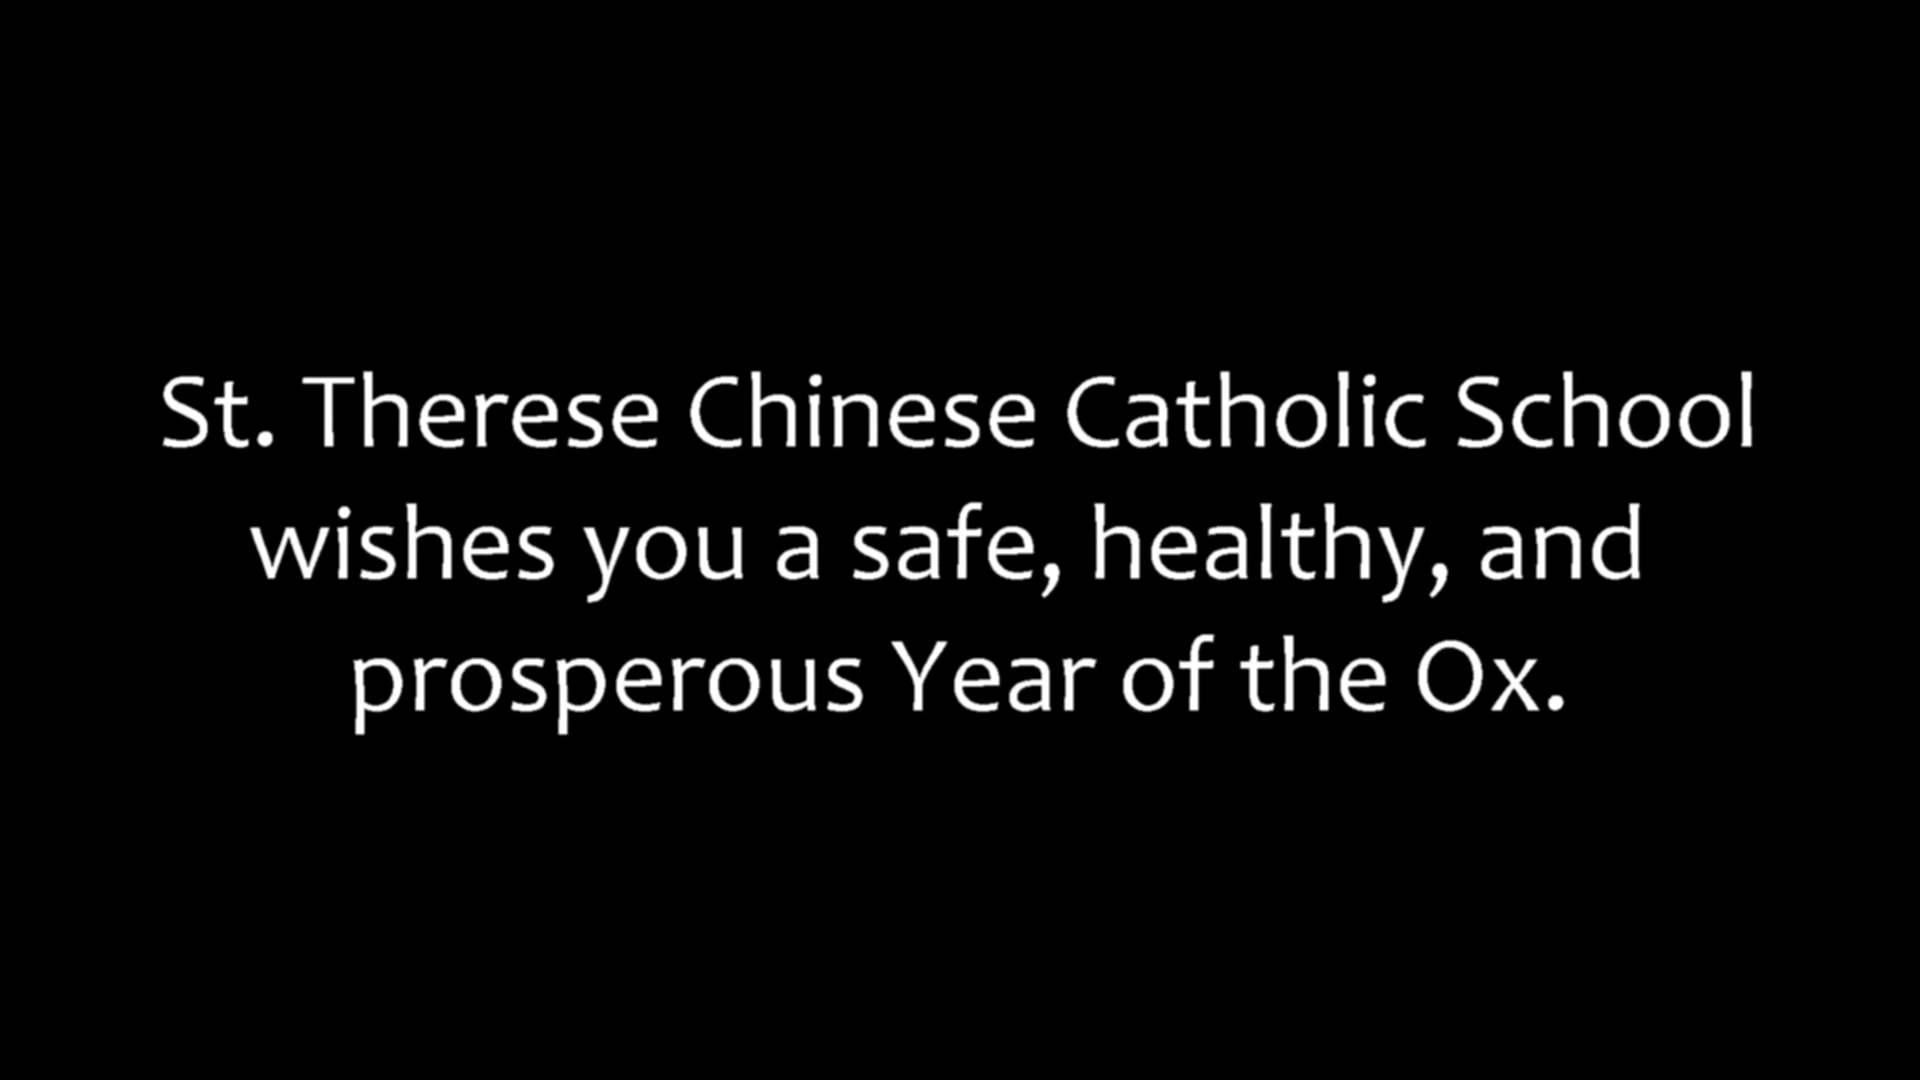 St. Therese Chinese Catholic School
wishes you a safe, healthy, and
prosperous Year of the Ox.